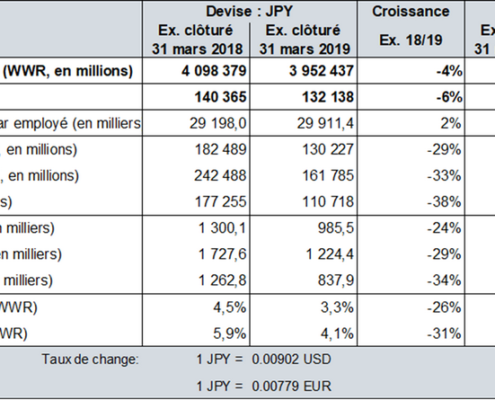 Devise : JPY Croissance
Ex. clôturé Ex. clôturé Ex. 18/19
31 mars 2018 31 mars 2019
(WWR, en millions) 4 098 379 3 952 437 -4%
140 365 132 138 -6%
ar employé (en milliers 29 198,0 29 911,4 2%
, en millions) 182 489 130 227 -29%
, en millions) 242 488 161 785 -33%
s) 177 255 110 718 -38%
n milliers) 1 300,1 985,5 -24%
en milliers) 1 727,6 1 224,4 -29%
milliers) 1 262,8 837,9 -34%
WWR) 4,5% 3,3% -26%
WR) 5,9% 4,1% -31%
Taux de change: 1 JPY = 0.00902 USD
1 JPY = 0.00779 EUR